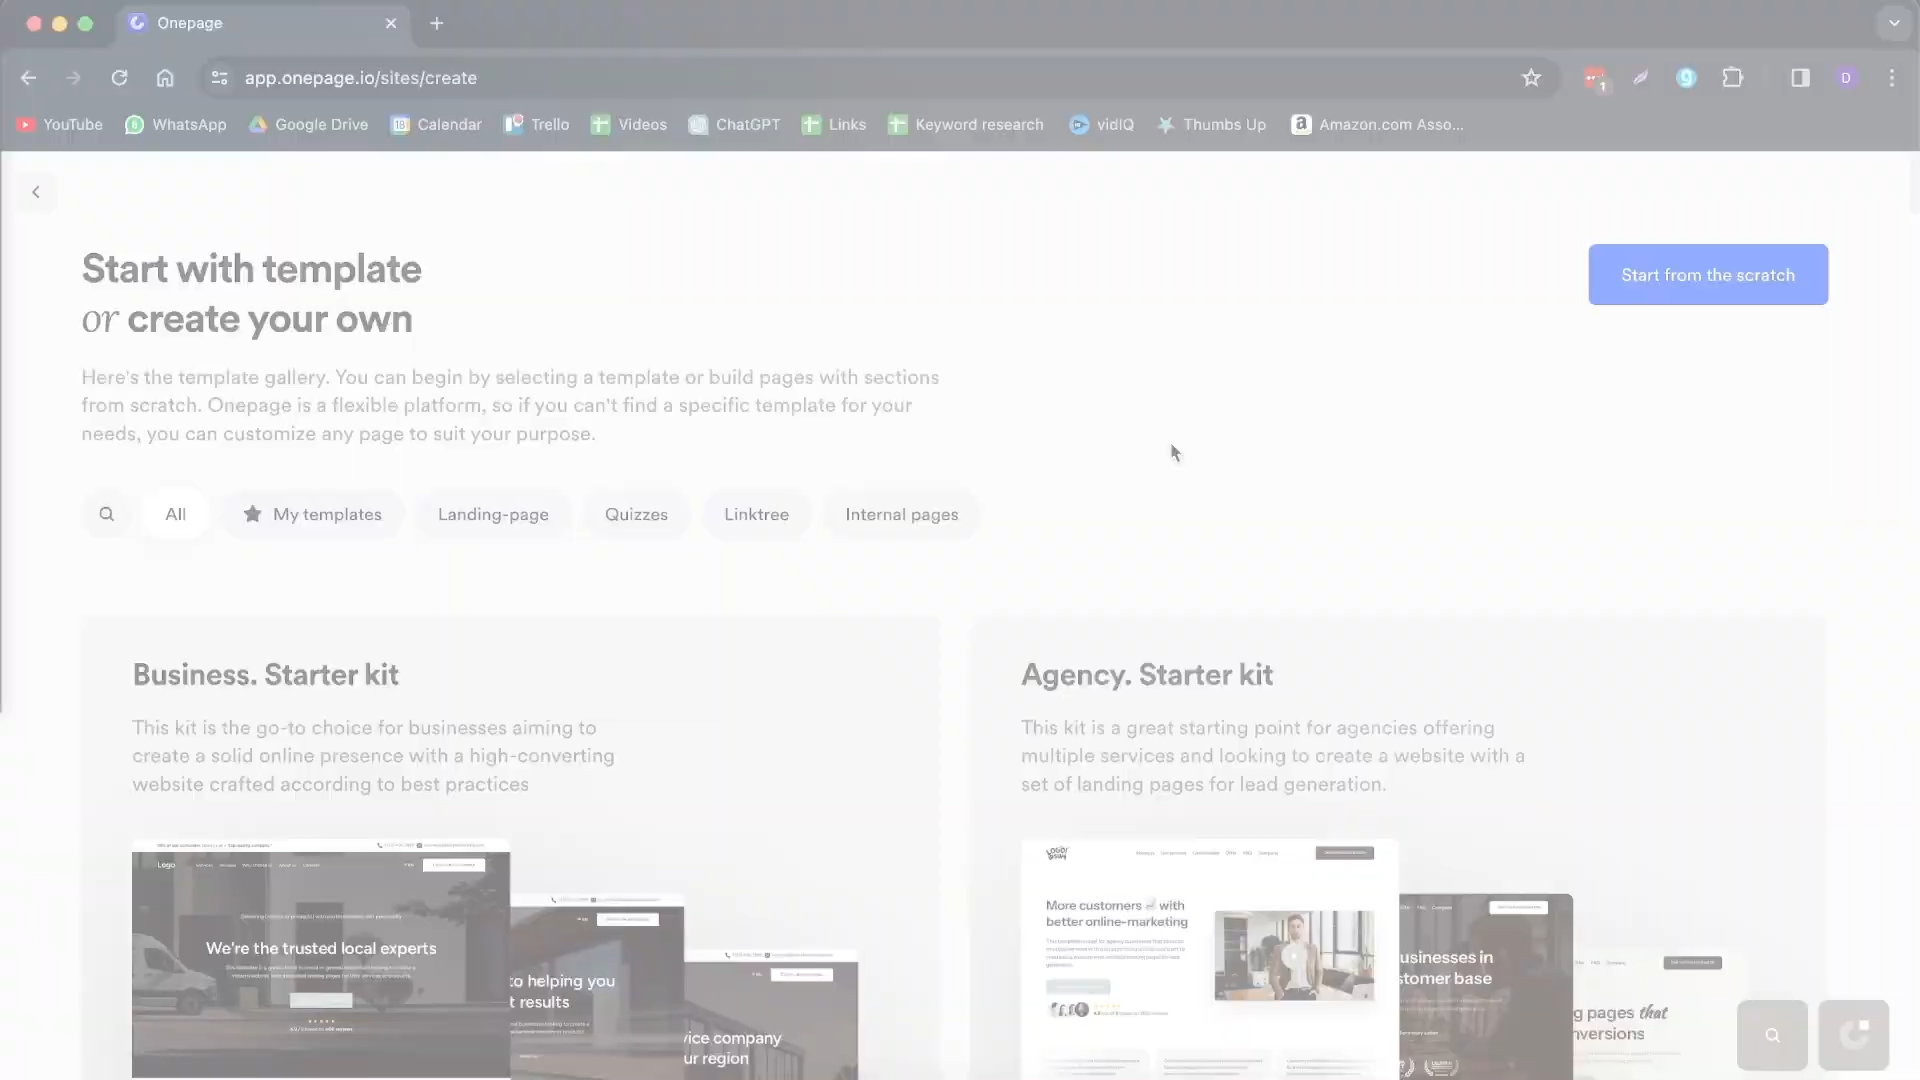 Onepage
app.onepage.io/sites/create
YouTube WhatsApp Google Drive Calendar Trello Videos ChatGPT Links Keyword research vidIQ Thumbs Up Amazon.com Asso...
Start with template
or create your own
Start from the scratch
Here's the template gallery. You can begin by selecting a template or build pages with sections
from scratch. Onepage is a flexible platform, so if you can't find a specific template for your
needs, you can customize any page to suit your purpose.
All My templates Landing-page Quizzes Linktree Internal pages
Business. Starter kit
This kit is the go-to choice for businesses aiming to
create a solid online presence with a high-converting
website crafted according to best practices
Logo
We're the trusted local experts
to helping you
t results
vice company
ur region
Agency. Starter kit
This kit is a great starting point for agencies offering
multiple services and looking to create a website with a
set of landing pages for lead generation.
More customers with
better online-marketing
usinesses in
stomer base
g pages that
nversions